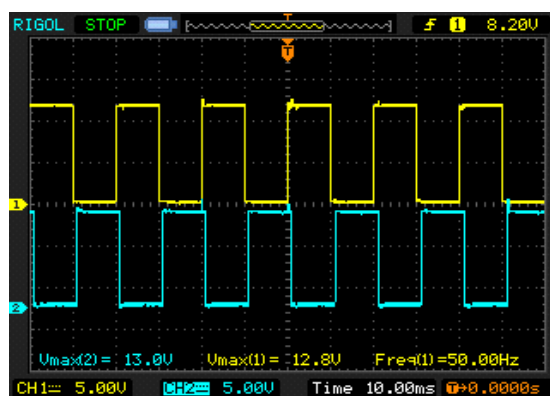 RIGOL STOP T f 1 8.20V
T
1
2
Vmax(2)= 13.0V Vmax(1)= 12.8V Freq(1)=50.00Hz
CH1 5.00V CH2 5.00V Time 10.00ms T→0.0000s